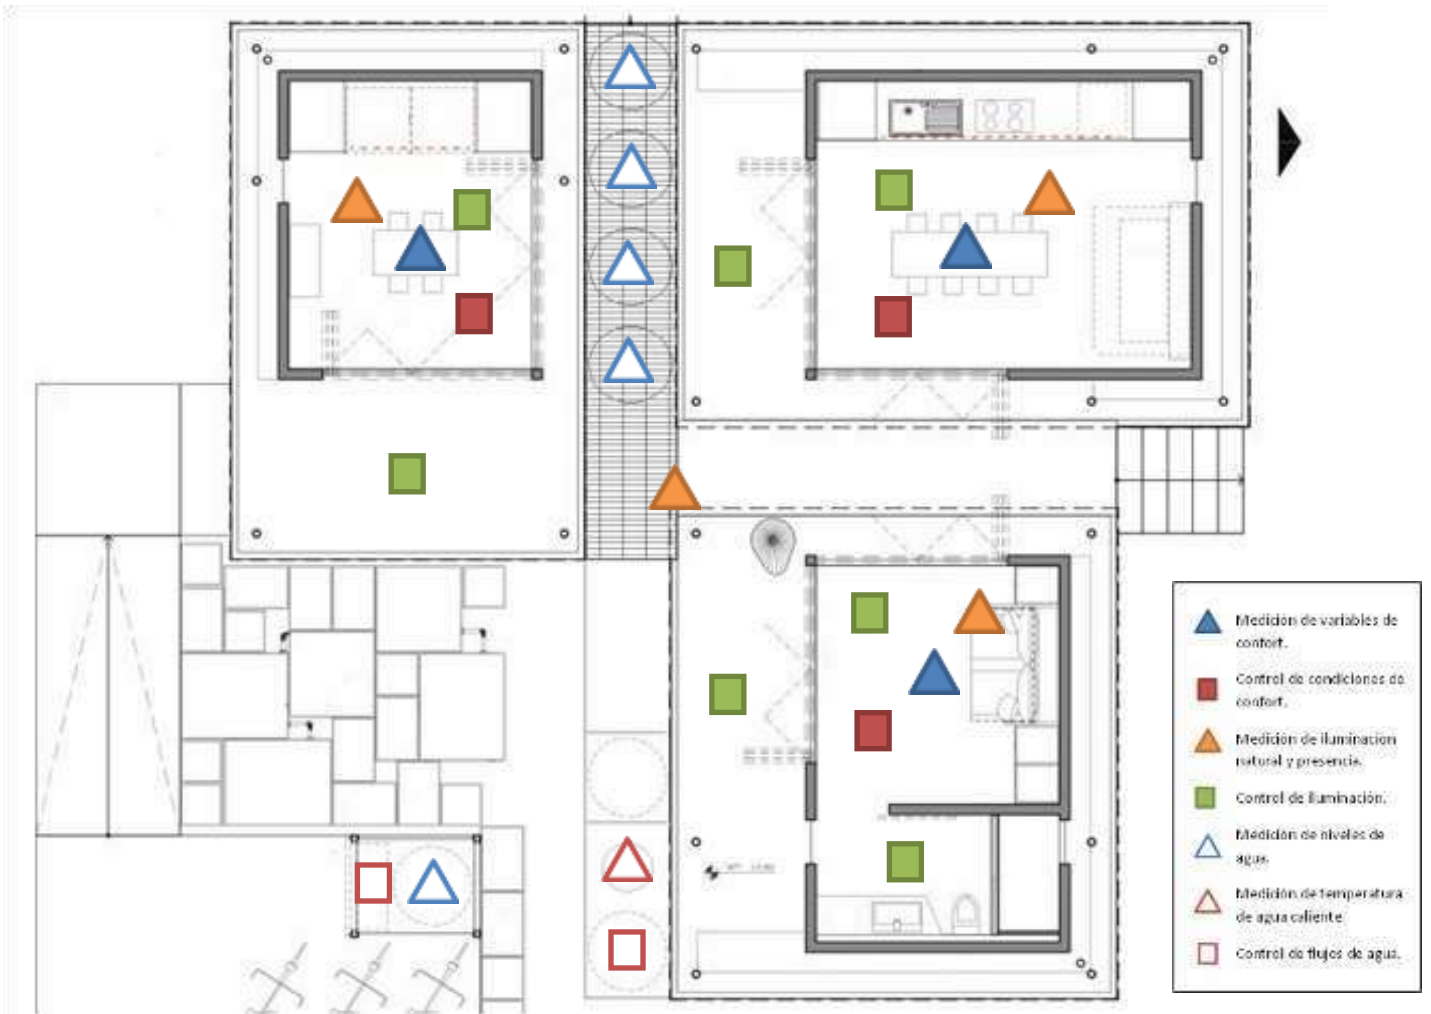 Medición de variables de
confort.
Control de condiciones de
confort.
Medición de iluminación
natural y presencia.
Control de iluminación.
Medición de niveles de
agua.
Medición de temperatura
de agua caliente
Control de flujos de agua.